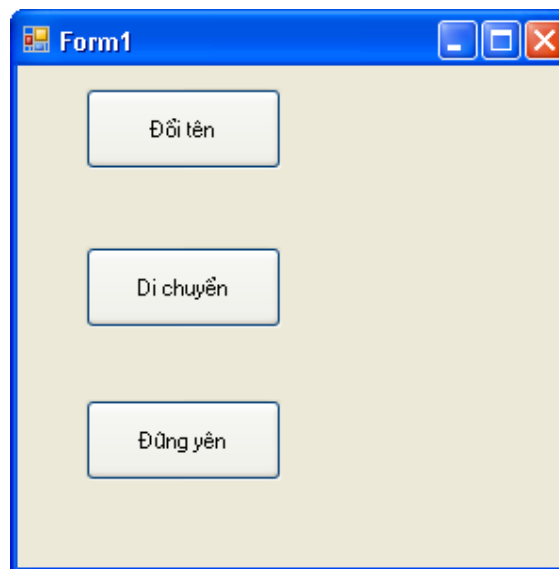 Form1
Đổi tên
Di chuyển
Đứng yên